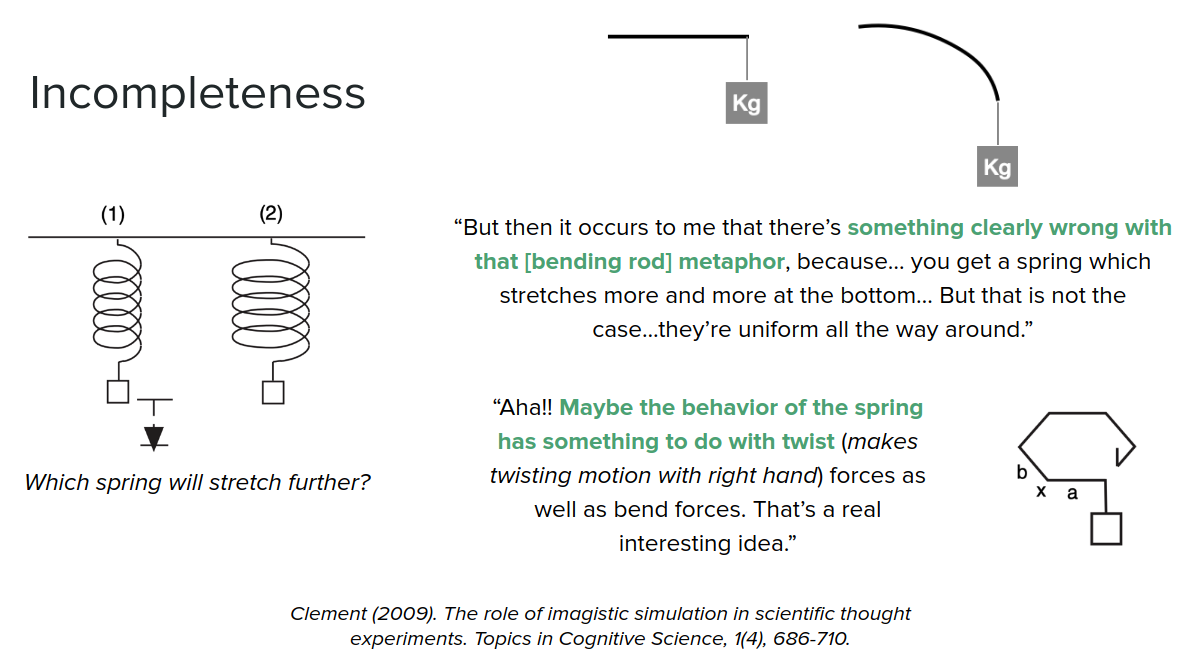 Incompleteness
Kg
Kg
(1)
(2)
Which spring will stretch further?
“But then it occurs to me that there’s something clearly wrong with
that [bending rod] metaphor, because... you get a spring which
stretches more and more at the bottom... But that is not the
case...they’re uniform all the way around.”
“Aha!! Maybe the behavior of the spring
has something to do with twist (makes
twisting motion with right hand) forces as
well as bend forces. That’s a real
interesting idea.”
b
x
a
Clement (2009). The role of imagistic simulation in scientific thought
experiments. Topics in Cognitive Science, 1(4), 686-710.